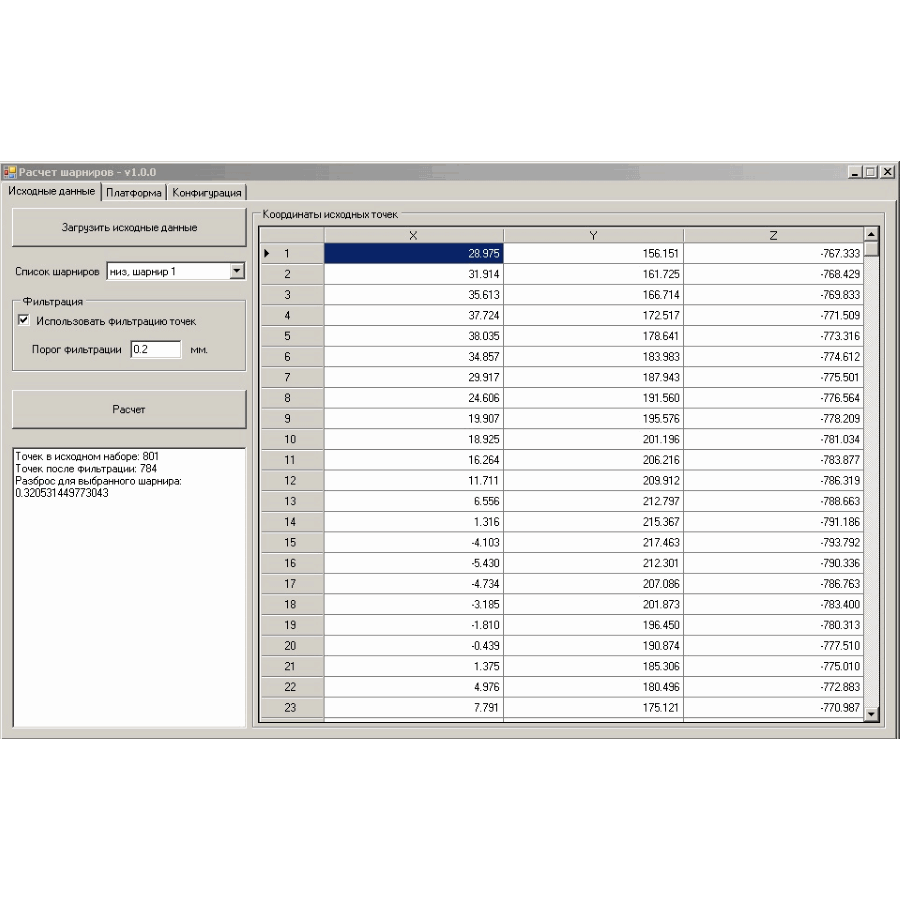 Расчет шарниров - v1.0.0
Исходные данные Платформа Конфигурация
Загрузить исходные данные
Список шарниров низ, шарнир 1
Фильтрация
Использовать фильтрацию точек
Порог фильтрации 0.2 мм.
Расчет
Точек в исходном наборе: 801
Точек после фильтрации: 784
Разброс для выбранного шарнира:
0.320531449773043
Координаты исходных точек
X Y Z
1 28.975 156.151 -767.333
2 31.914 161.725 -768.429
3 35.613 166.714 -769.833
4 37.724 172.517 -771.509
5 38.035 178.641 -773.316
6 34.857 183.983 -774.612
7 29.917 187.943 -775.501
8 24.606 191.560 -776.564
9 19.907 195.576 -778.209
10 18.925 201.196 -781.034
11 16.264 206.216 -783.877
12 11.711 209.912 -786.319
13 6.556 212.797 -788.663
14 1.316 215.367 -791.186
15 -4.103 217.463 -793.792
16 -5.430 212.301 -790.336
17 -4.734 207.086 -786.763
18 -3.185 201.873 -783.400
19 -1.810 196.450 -780.313
20 -0.439 190.874 -777.510
21 1.375 185.306 -775.010
22 4.976 180.496 -772.883
23 7.791 175.121 -770.987